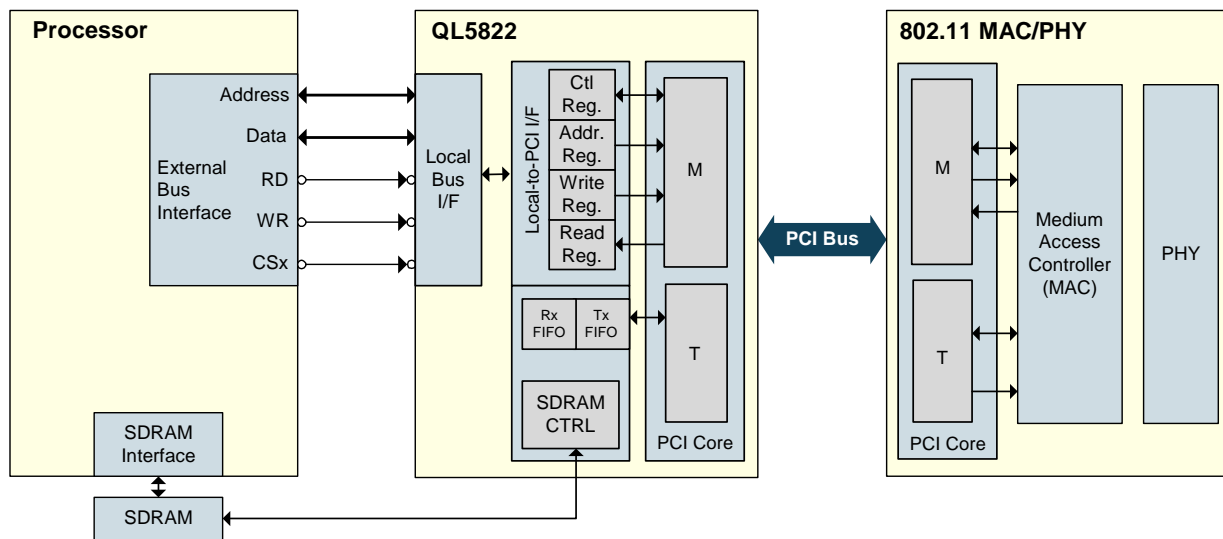 Processor
External
Bus
Interface
Address
Data
RD
WR
CSx
SDRAM
Interface
SDRAM
QL5822
Local
Bus
I/F
Local-to-PCI I/F
Ctl
Reg.
Addr.
Reg.
Write
Reg.
Read
Reg.
M
Rx
FIFO
Tx
FIFO
T
SDRAM
CTRL
PCI Core
PCI Bus
802.11 MAC/PHY
M
T
PCI Core
Medium
Access
Controller
(MAC)
PHY